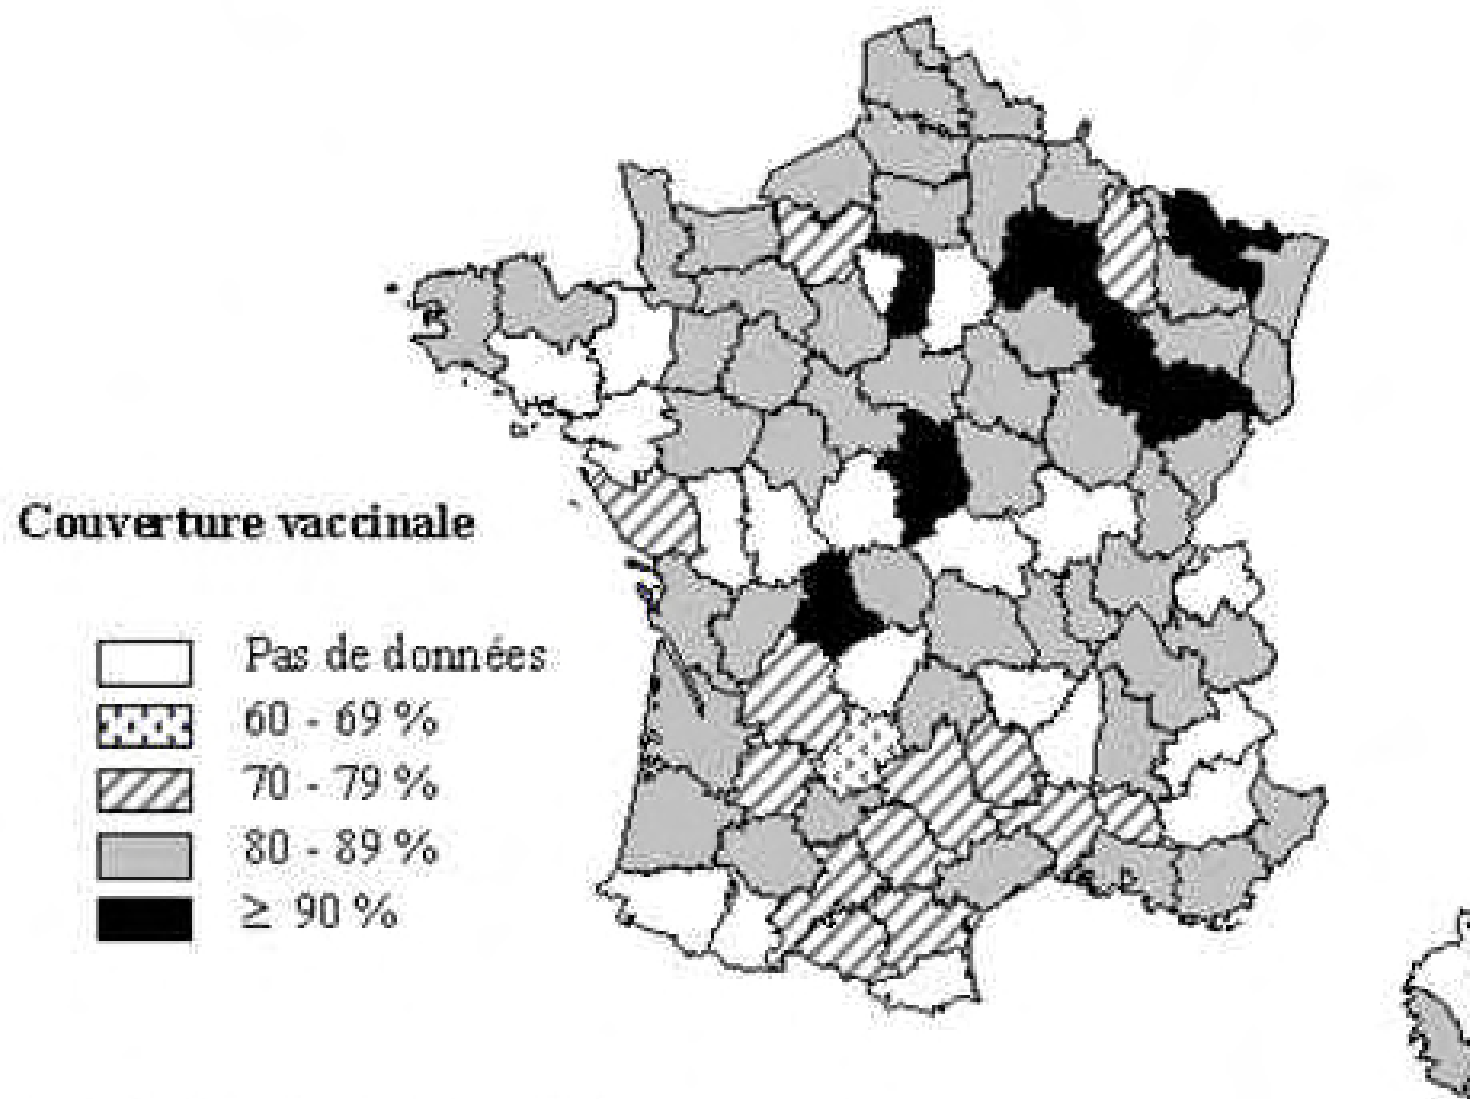 Couverture vaccinale
Pas de données
60 - 69 %
70 - 79 %
80 - 89 %
≥ 90 %